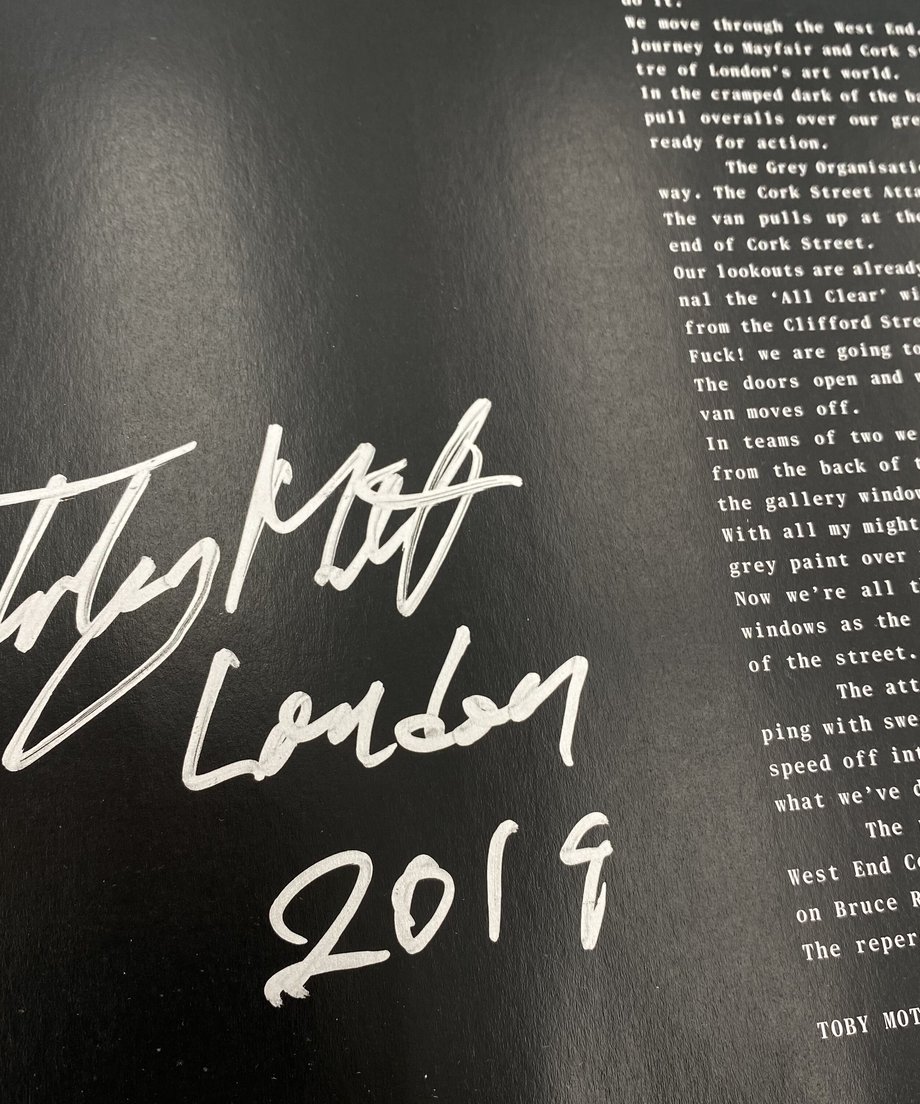 Toby Mott
London
2019
do it.
We move through the West End,
journey to Mayfair and Cork S
tre of London's art world.
In the cramped dark of the ba
pull overalls over our gre
ready for action.
The Grey Organisati
way. The Cork Street Atta
The van pulls up at the
end of Cork Street.
Our lookouts are already
nal the ‘All Clear’ wi
from the Clifford Stre
Fuck! we are going to
The doors open and w
van moves off.
In teams of two we
from the back of t
the gallery window
With all my might
grey paint over
Now we’re all t
windows as the
of the street.
The att
ping with swe
speed off int
what we’ve d
The
West End Ce
on Bruce R
The reper
TOBY MOT